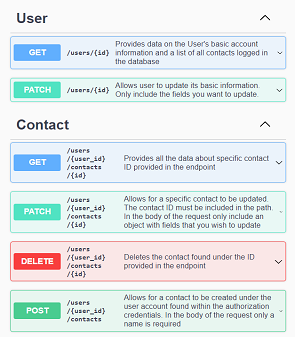 User
GET
/users/{id}
Provides data on the User's basic account
information and a list of all contacts logged in
the database
PATCH
/users/{id}
Allows user to update its basic information.
Only include the fields you want to update.
Contact
GET
/users
/{user_id}
/contacts
/{id}
Provides all the data about specific contact
ID provided in the endpoint
PATCH
/users
/{user_id}
/contacts
/{id}
Allows for a specific contact to be updated.
The contact ID must be included in the path.
In the body of the request only include an
object with fields that you wish to update
DELETE
/users
/{user_id}
/contacts
/{id}
Deletes the contact found under the ID
provided in the endpoint
POST
/users
/{user_id}
/contacts
Allows for a contact to be created under the
user account found within the authorization
credentials. In the body of the request only a
name is required